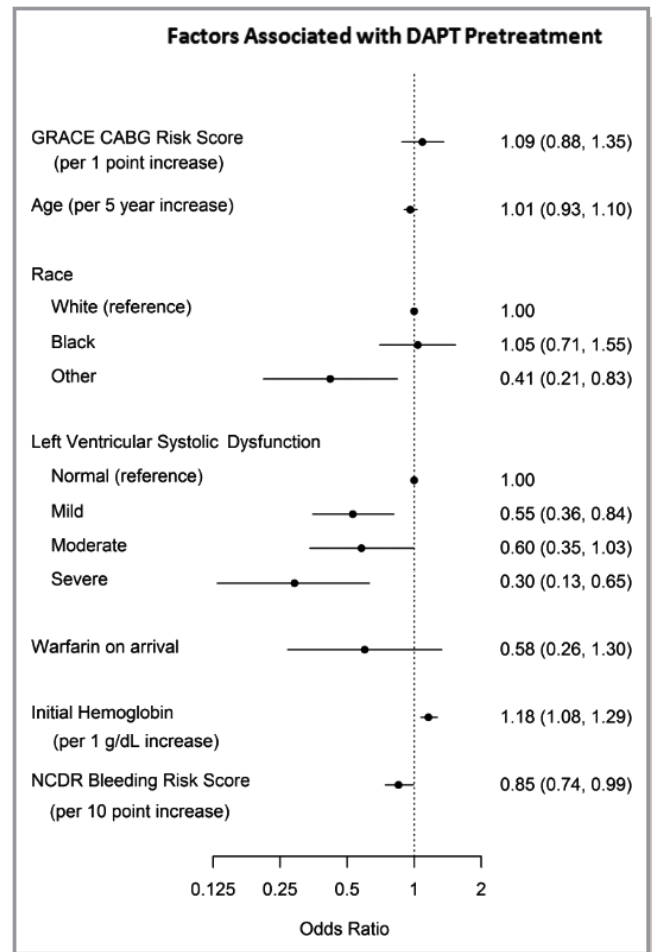 Factors Associated with DAPT Pretreatment
GRACE CABG Risk Score 1.09 (0.88, 1.35)
(per 1 point increase)
Age (per 5 year increase) 1.01 (0.93, 1.10)
Race
White (reference) 1.00
Black 1.05 (0.71, 1.55)
Other 0.41 (0.21, 0.83)
Left Ventricular Systolic Dysfunction
Normal (reference) 1.00
Mild 0.55 (0.36, 0.84)
Moderate 0.60 (0.35, 1.03)
Severe 0.30 (0.13, 0.65)
Warfarin on arrival 0.58 (0.26, 1.30)
Initial Hemoglobin 1.18 (1.08, 1.29)
(per 1 g/dL increase)
NCDR Bleeding Risk Score 0.85 (0.74, 0.99)
(per 10 point increase)
0.125 0.25 0.5 1 2
Odds Ratio